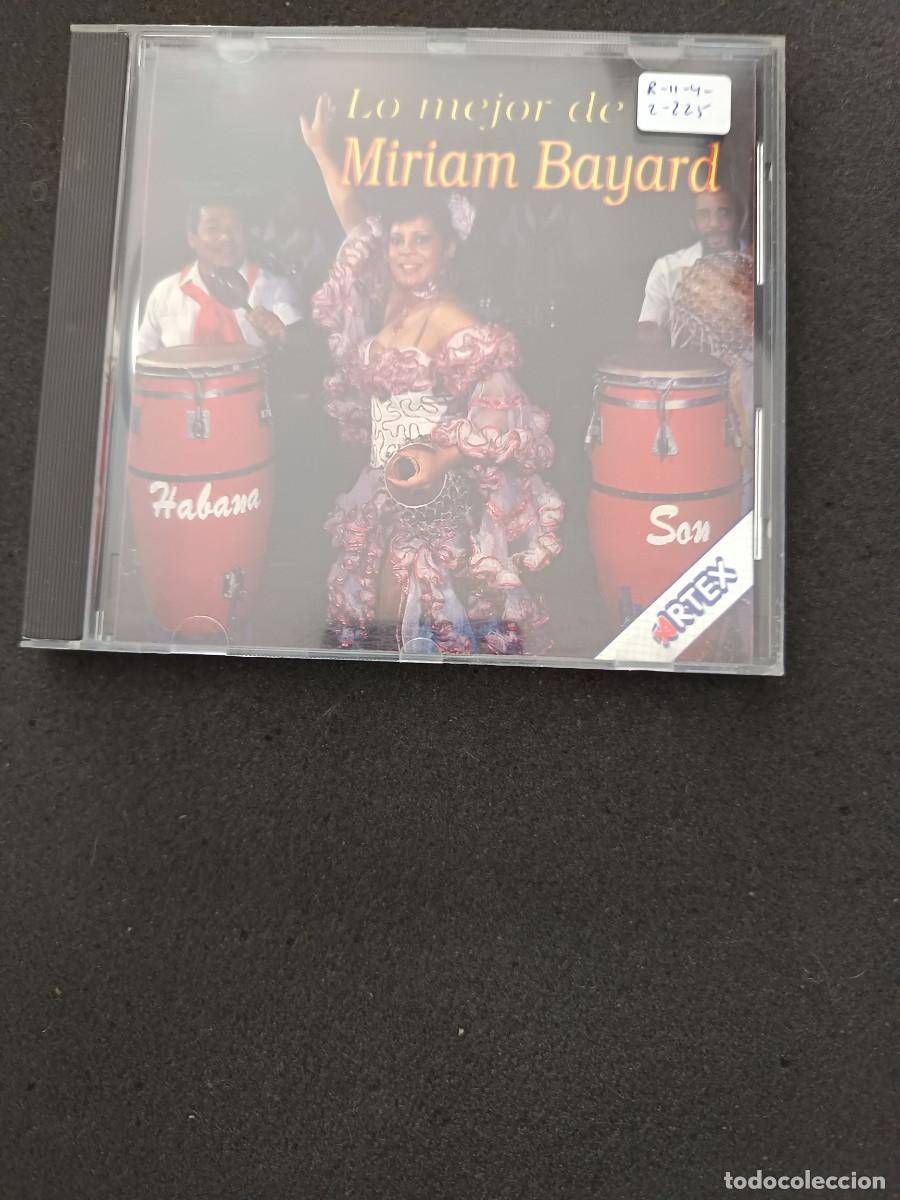 Lo mejor de
R-11-4-
2-225
Miriam Bayard
Habana
Son
ARTEX
todocoleccion